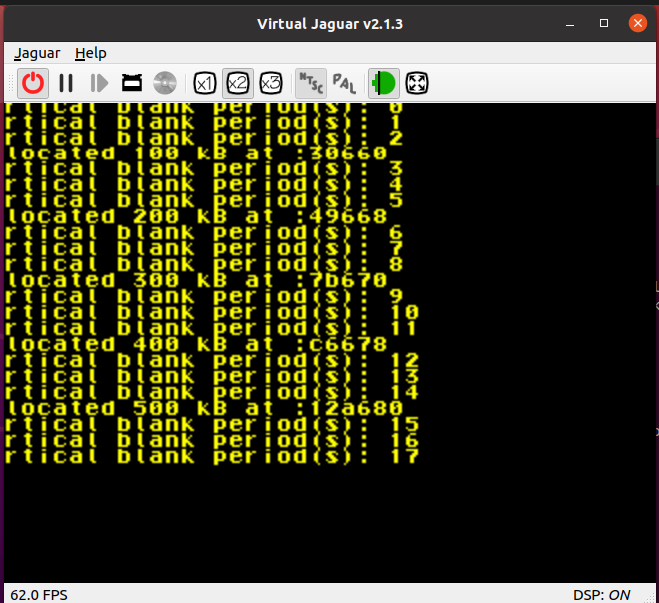 Virtual Jaguar v2.1.3
Jaguar Help
x1 x2 x3 NTSC PAL
rtical blank period(s): 0
rtical blank period(s): 1
rtical blank period(s): 2
located 100 kB at :30660
rtical blank period(s): 3
rtical blank period(s): 4
rtical blank period(s): 5
located 200 kB at :49668
rtical blank period(s): 6
rtical blank period(s): 7
rtical blank period(s): 8
located 300 kB at :7b670
rtical blank period(s): 9
rtical blank period(s): 10
rtical blank period(s): 11
located 400 kB at :c6678
rtical blank period(s): 12
rtical blank period(s): 13
rtical blank period(s): 14
located 500 kB at :12a680
rtical blank period(s): 15
rtical blank period(s): 16
rtical blank period(s): 17
62.0 FPS DSP: ON